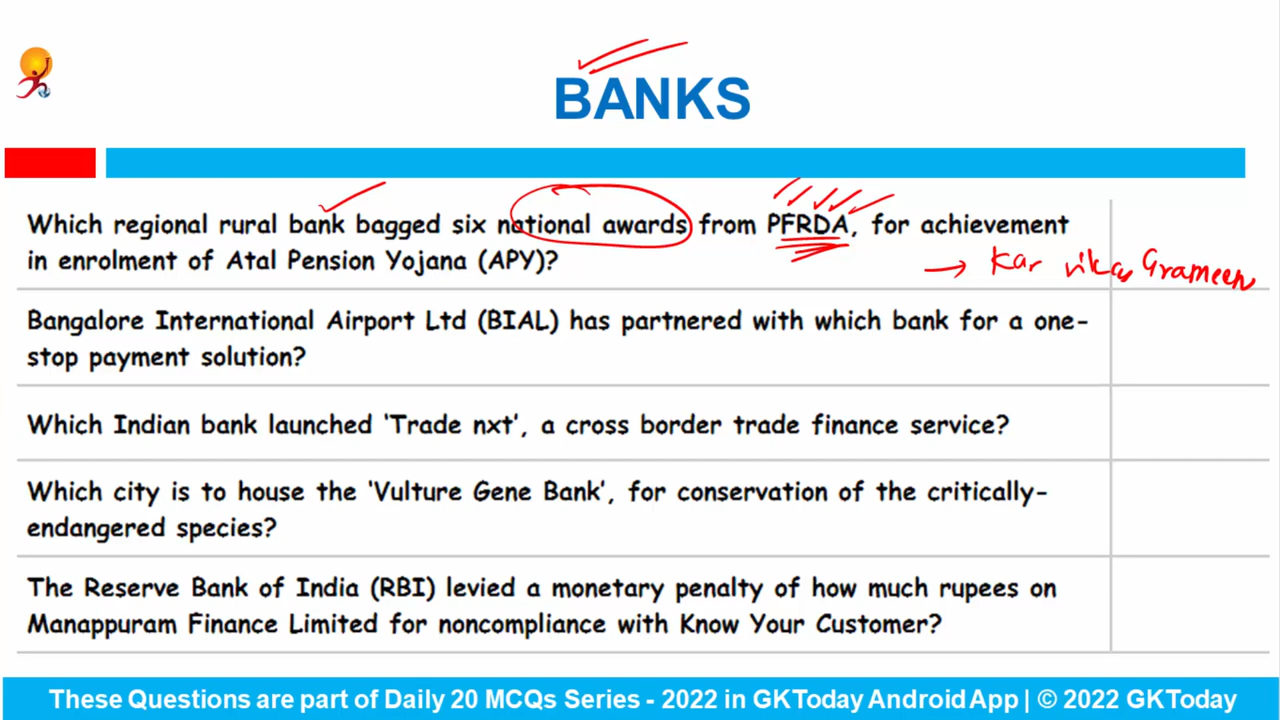 BANKS
Which regional rural bank bagged six national awards from PFRDA, for achievement
in enrolment of Atal Pension Yojana (APY)?
→ Kar vikas Grameen
Bangalore International Airport Ltd (BIAL) has partnered with which bank for a one-
stop payment solution?
Which Indian bank launched ‘Trade nxt’, a cross border trade finance service?
Which city is to house the ‘Vulture Gene Bank’, for conservation of the critically-
endangered species?
The Reserve Bank of India (RBI) levied a monetary penalty of how much rupees on
Manappuram Finance Limited for noncompliance with Know Your Customer?
These Questions are part of Daily 20 MCQs Series - 2022 in GKToday Android App | © 2022 GKToday